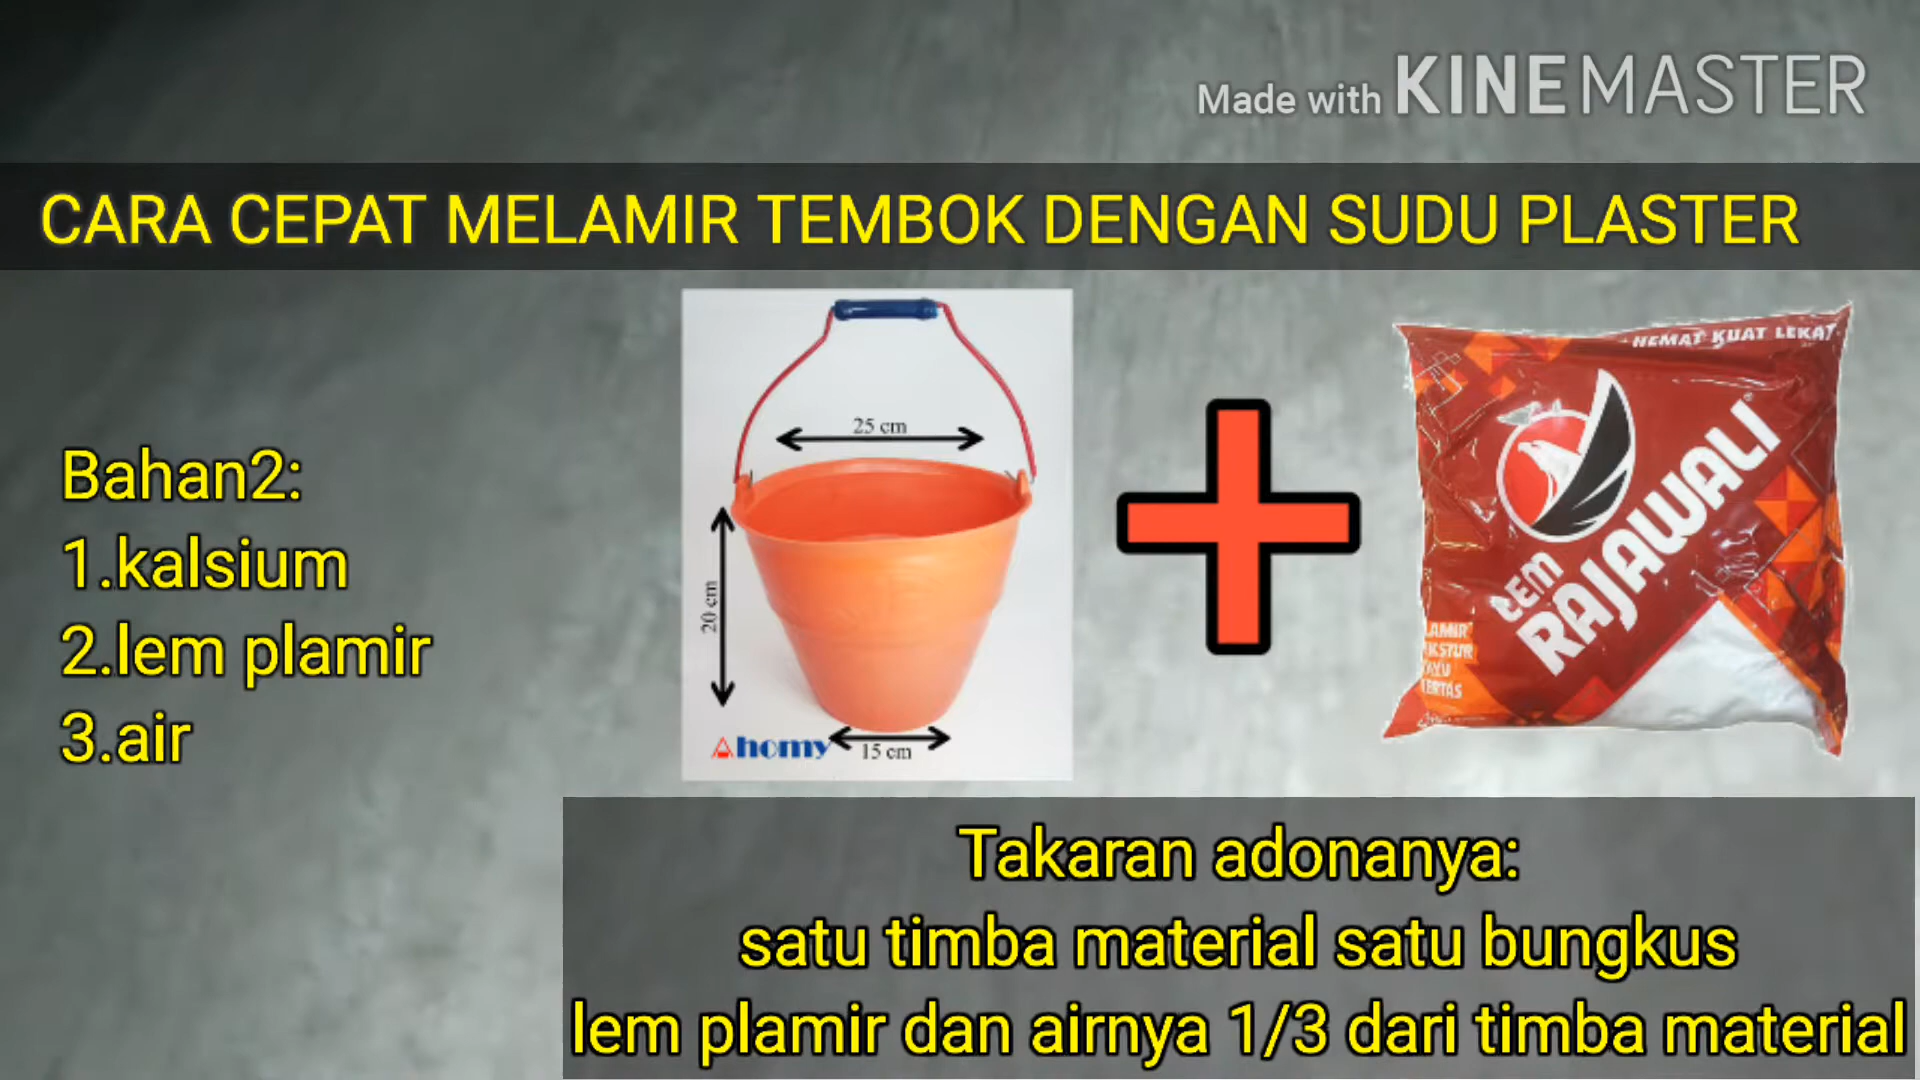 Made with KINEMASTER
CARA CEPAT MELAMIR TEMBOK DENGAN SUDU PLASTER
Bahan2:
1.kalsium
2.lem plamir
3.air
25 cm
20 cm
15 cm
Ahomy
HEMAT KUAT LEKAT
LEM
RAJAWALI®
Takaran adonanya:
satu timba material satu bungkus
lem plamir dan airnya 1/3 dari timba material